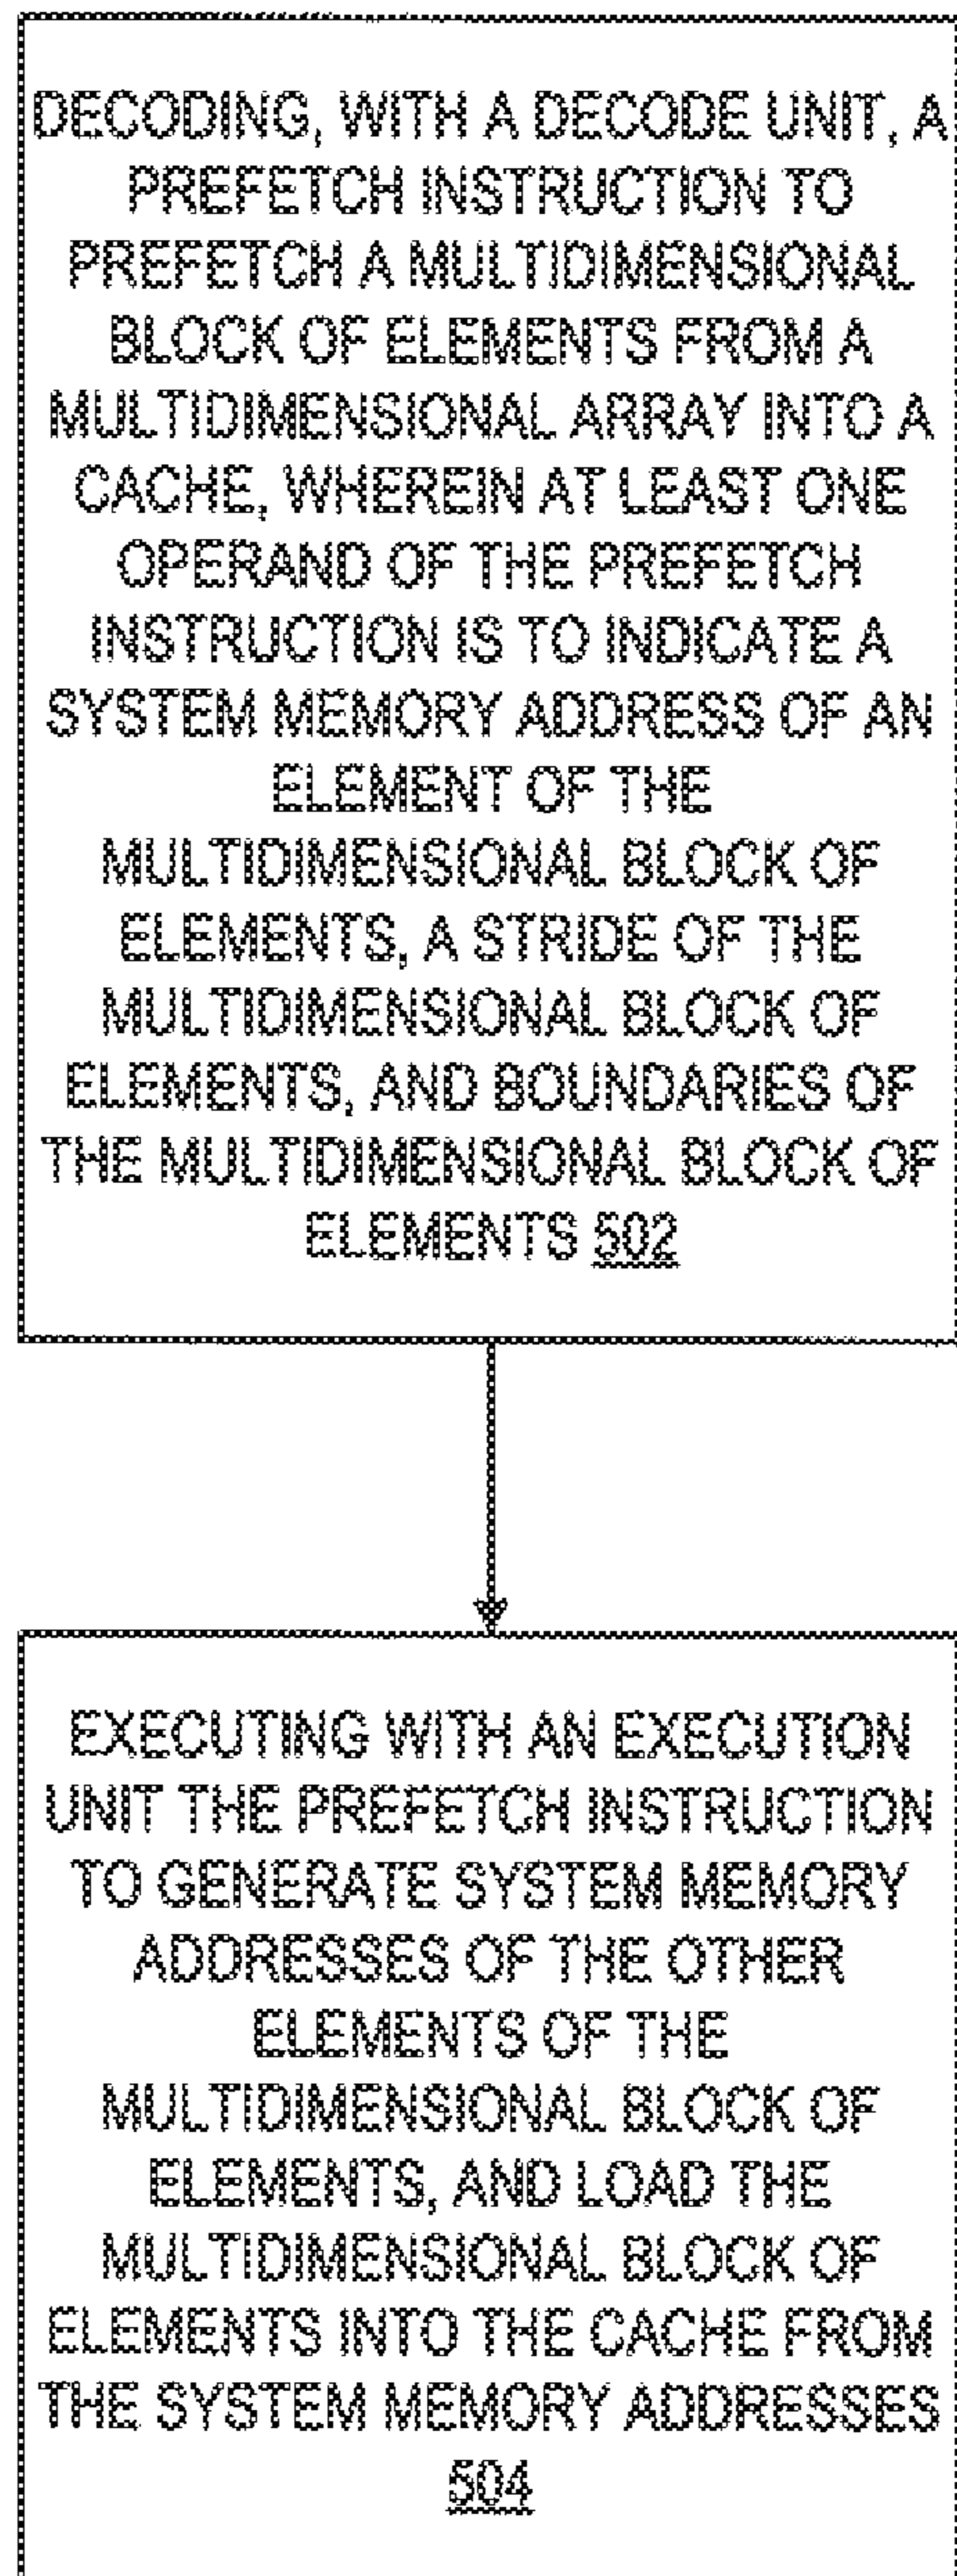 DECODING, WITH A DECODE UNIT, A
PREFETCH INSTRUCTION TO
PREFETCH A MULTIDIMENSIONAL
BLOCK OF ELEMENTS FROM A
MULTIDIMENSIONAL ARRAY INTO A
CACHE, WHEREIN AT LEAST ONE
OPERAND OF THE PREFETCH
INSTRUCTION IS TO INDICATE A
SYSTEM MEMORY ADDRESS OF AN
ELEMENT OF THE
MULTIDIMENSIONAL BLOCK OF
ELEMENTS, A STRIDE OF THE
MULTIDIMENSIONAL BLOCK OF
ELEMENTS, AND BOUNDARIES OF
THE MULTIDIMENSIONAL BLOCK OF
ELEMENTS 502
EXECUTING WITH AN EXECUTION
UNIT THE PREFETCH INSTRUCTION
TO GENERATE SYSTEM MEMORY
ADDRESSES OF THE OTHER
ELEMENTS OF THE
MULTIDIMENSIONAL BLOCK OF
ELEMENTS, AND LOAD THE
MULTIDIMENSIONAL BLOCK OF
ELEMENTS INTO THE CACHE FROM
THE SYSTEM MEMORY ADDRESSES
504